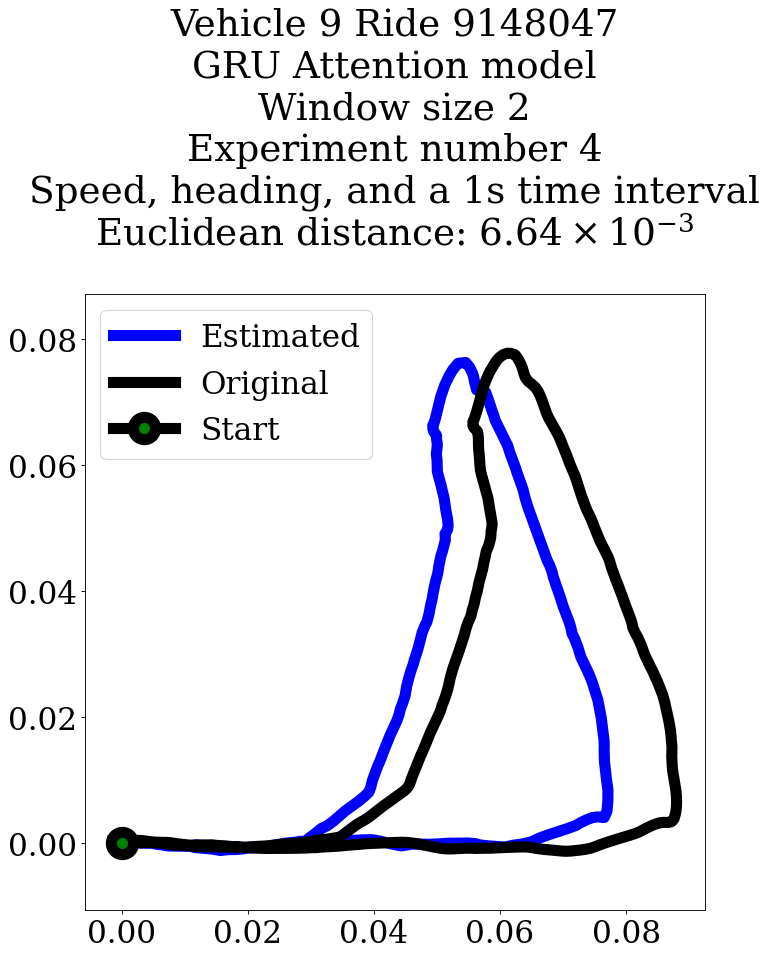 Vehicle 9 Ride 9148047
GRU Attention model
Window size 2
Experiment number 4
Speed, heading, and a 1s time interval
Euclidean distance: 6.64 × 10⁻³
Estimated
Original
Start
0.08
0.06
0.04
0.02
0.00
0.00 0.02 0.04 0.06 0.08